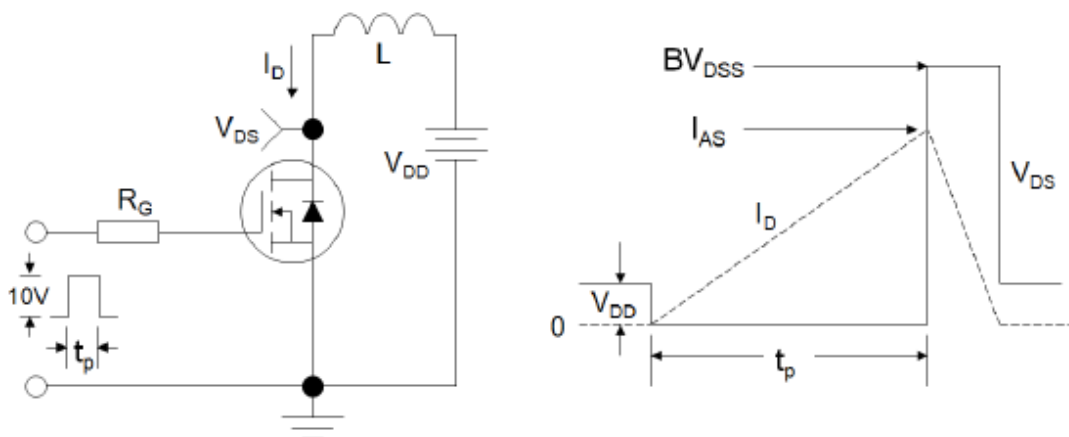 L
I_D
V_DS
V_DD
R_G
10V
t_p
BV_DSS
I_AS
V_DS
I_D
V_DD
0
t_p